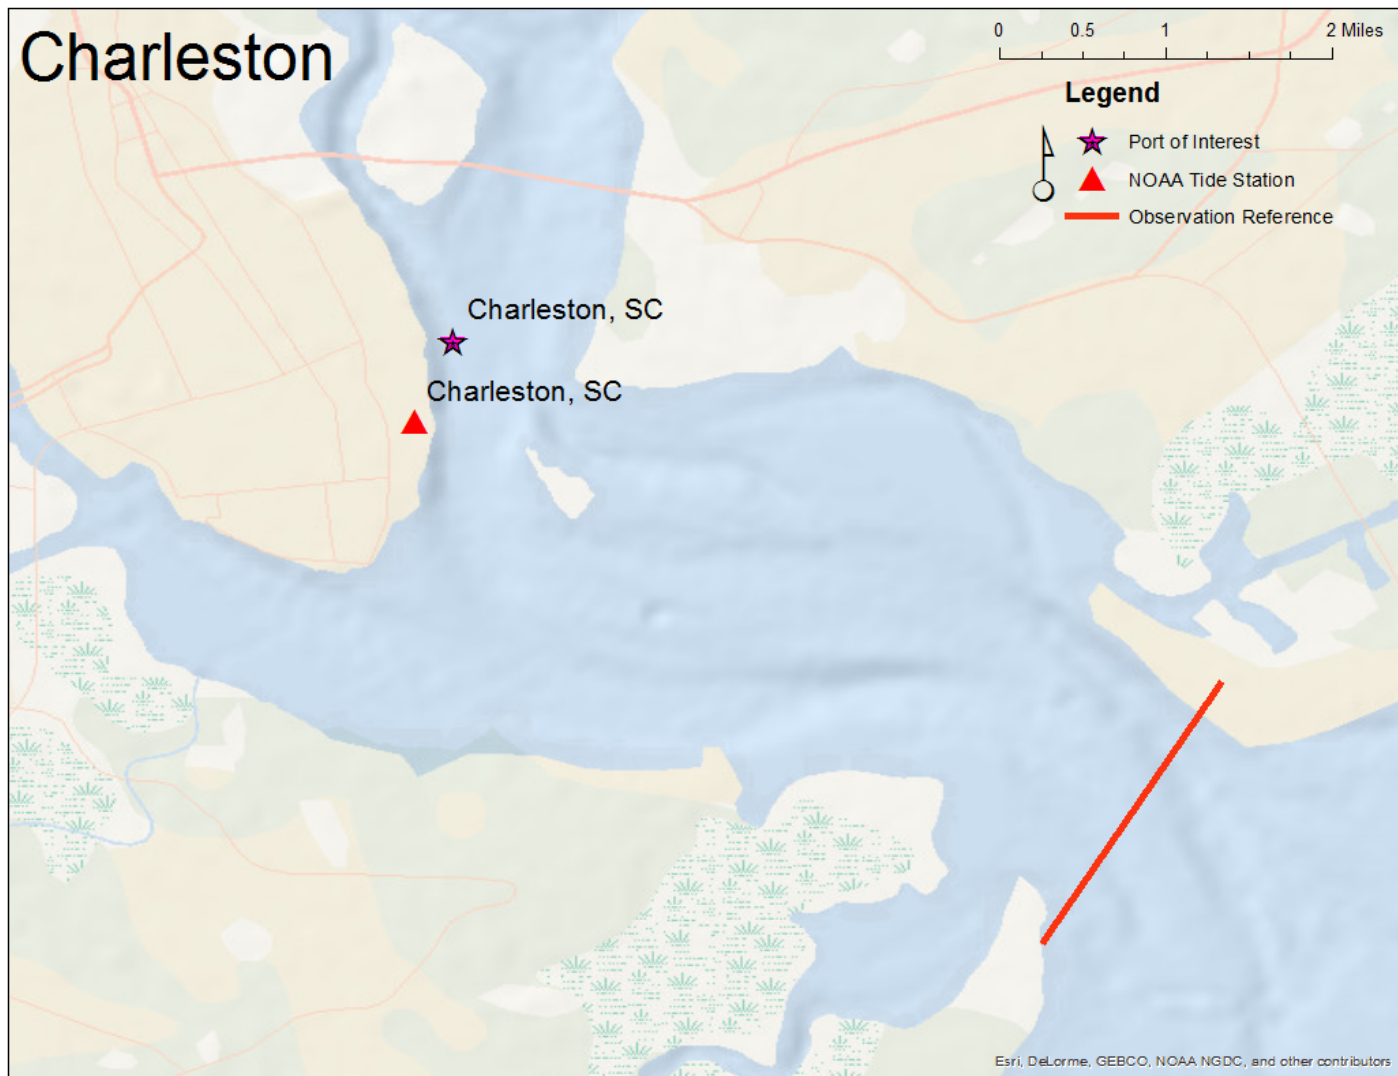 Charleston
0 0.5 1 2 Miles
Legend
Port of Interest
NOAA Tide Station
Observation Reference
Charleston, SC
Charleston, SC
Esri, DeLorme, GEBCO, NOAA NGDC, and other contributors